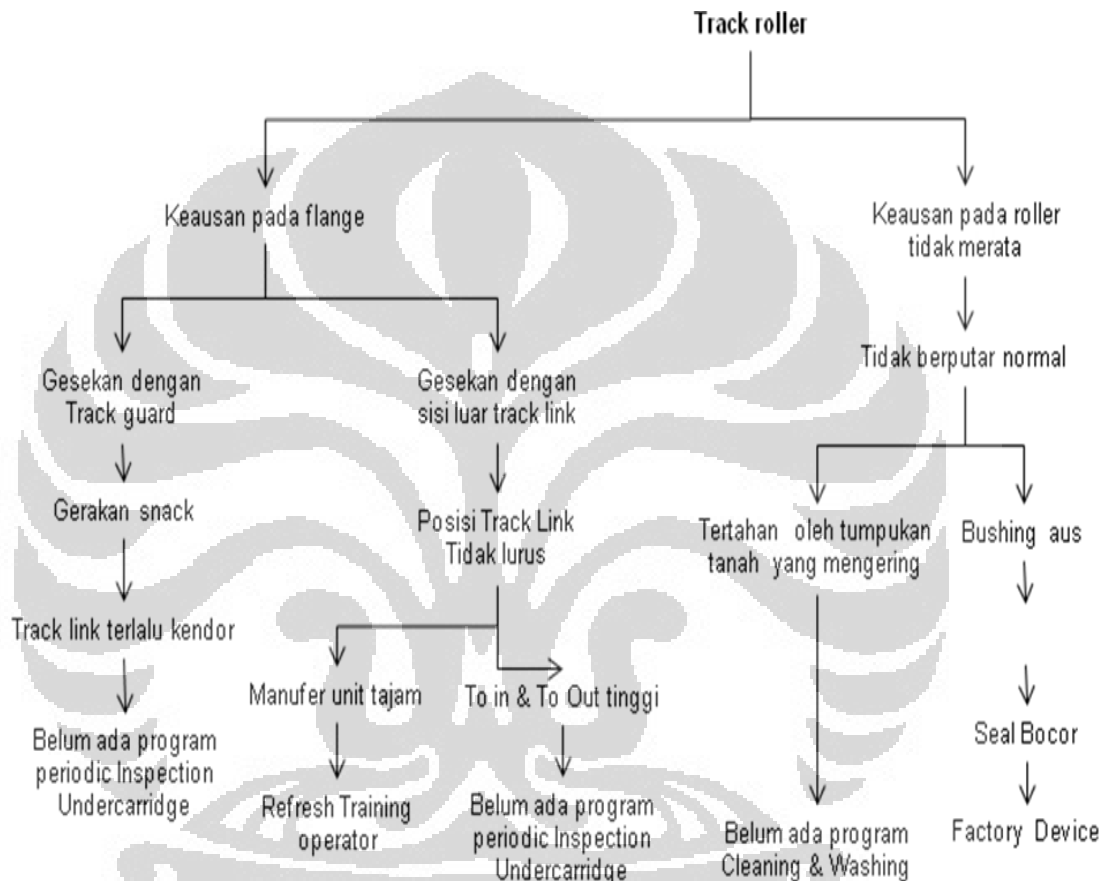 Track roller
Keausan pada flange
Keausan pada roller
tidak merata
Gesekan dengan
Track guard
Gesekan dengan
sisi luar track link
Tidak berputar normal
Gerakan snack
Posisi Track Link
Tidak lurus
Tertahan oleh tumpukan
tanah yang mengering
Bushing aus
Track link terlalu kendor
Manufer unit tajam
To in & To Out tinggi
Seal Bocor
Belum ada program
periodic Inspection
Undercarridge
Refresh Training
operator
Belum ada program
periodic Inspection
Undercarridge
Belum ada program
Cleaning & Washing
Factory Device